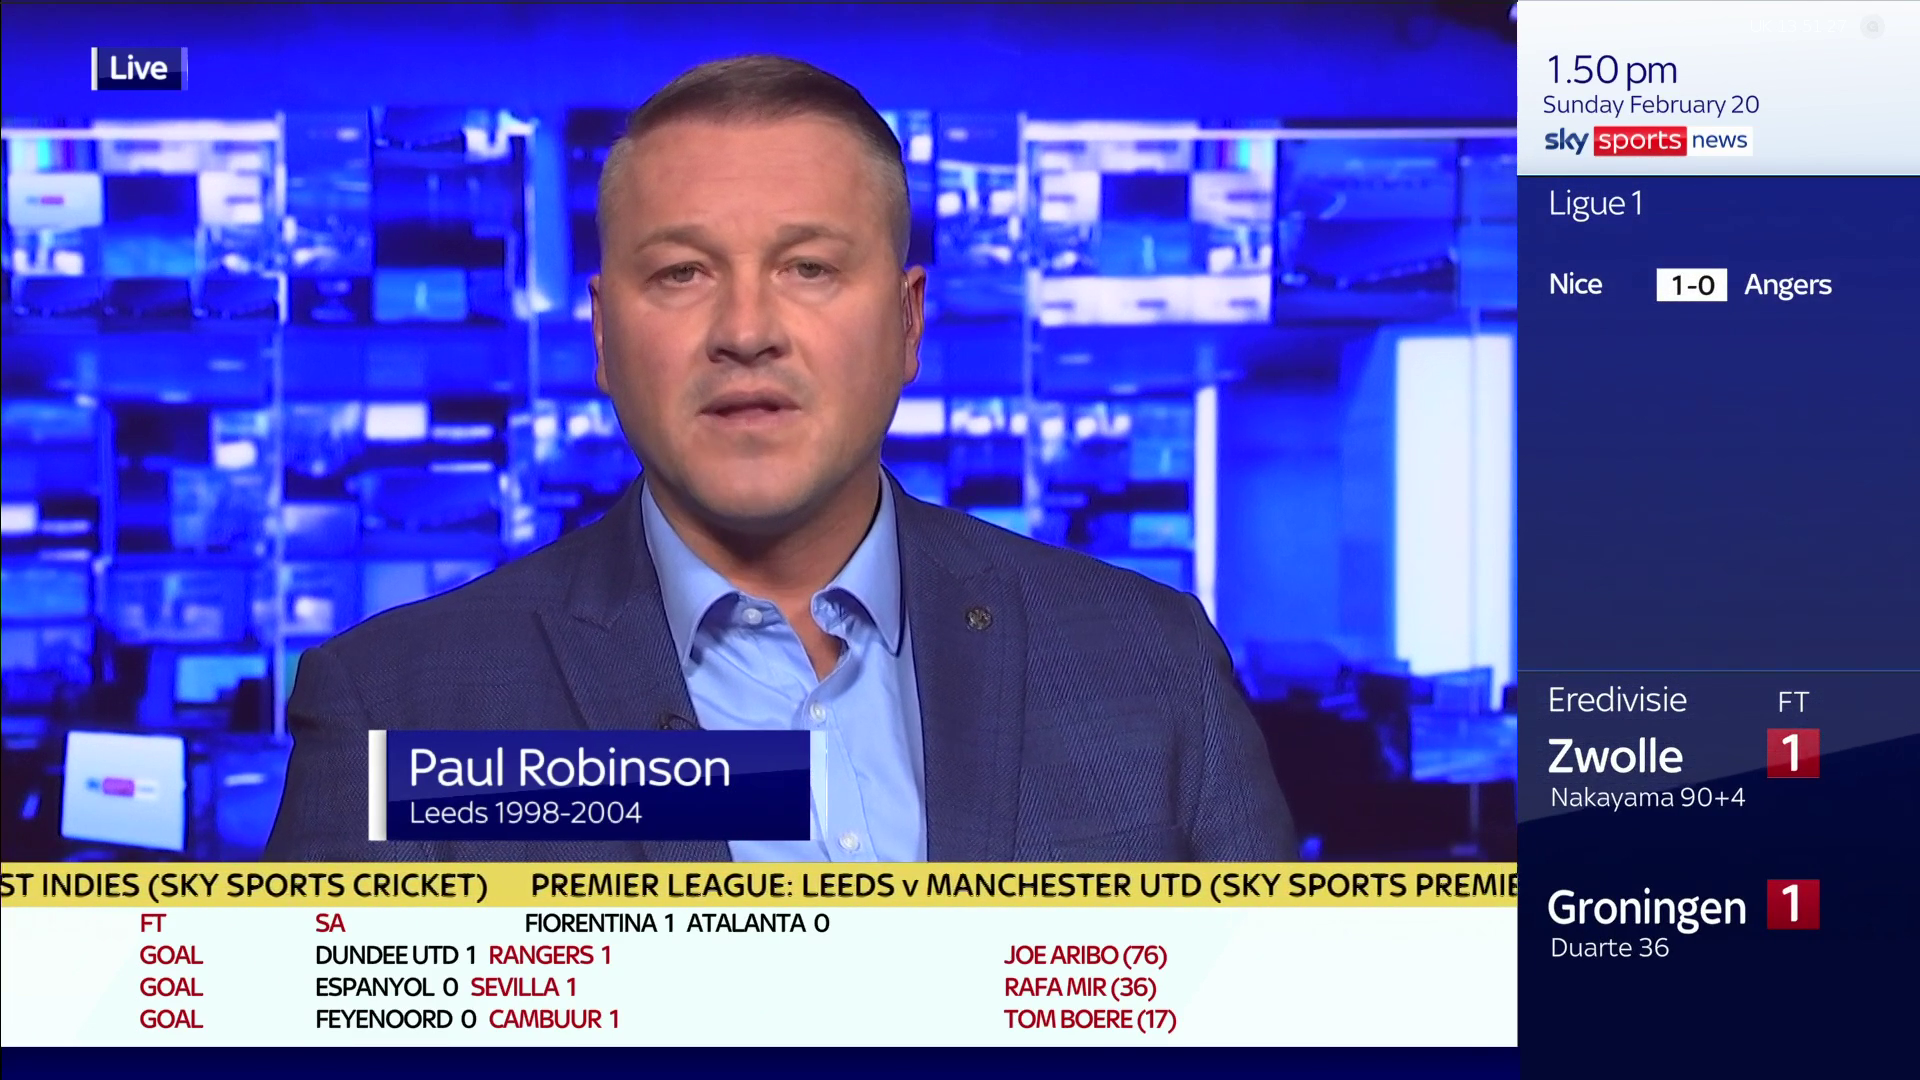 Live
1.50 pm
Sunday February 20
sky sports news
Ligue 1
Nice 1-0 Angers
Eredivisie FT
Zwolle 1
Nakayama 90+4
Groningen 1
Duarte 36
Paul Robinson
Leeds 1998-2004
ST INDIES (SKY SPORTS CRICKET) PREMIER LEAGUE: LEEDS v MANCHESTER UTD (SKY SPORTS PREMIE
FT SA FIORENTINA 1 ATALANTA 0
GOAL DUNDEE UTD 1 RANGERS 1 JOE ARIBO (76)
GOAL ESPANYOL 0 SEVILLA 1 RAFA MIR (36)
GOAL FEYENOORD 0 CAMBUUR 1 TOM BOERE (17)